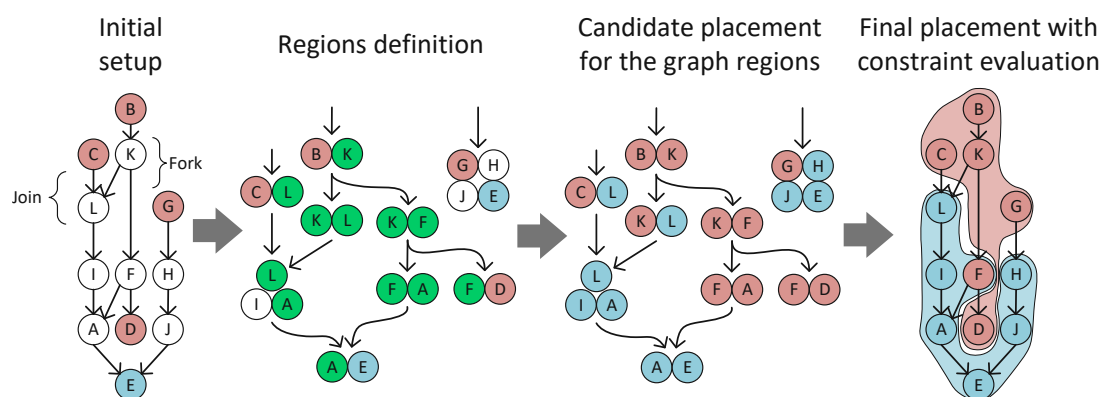 Initial
setup
Regions definition
Candidate placement
for the graph regions
Final placement with
constraint evaluation
B
C
K
Fork
Join
L
G
I
F
H
A
D
J
E
B K
G H
J E
C L
K L
K F
L
I A
F A
F D
A E
B K
G H
J E
C L
K L
K F
L
I A
F A
F D
A E
B
C
K
L
G
I
F
H
A
D
J
E